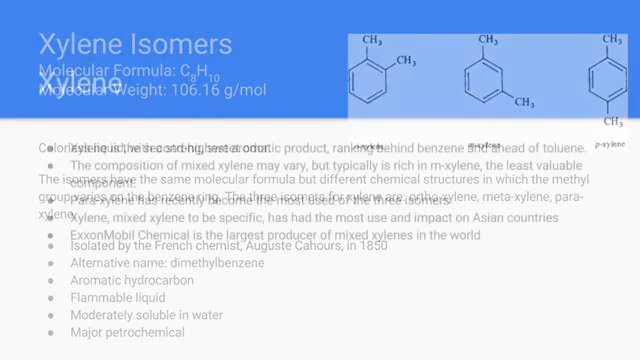 Xylene Isomers
Molecular Formula: C8H10
Xylene
Molecular Weight: 106.16 g/mol
CH3
CH3
CH3
CH3
CH3
CH3
o-xylene
m-xylene
p-xylene
Colorless liquid, with a strong, sweet odor.
Xylene is the second-highest aromatic product, ranking behind benzene and ahead of toluene.
The composition of mixed xylene may vary, but typically is rich in m-xylene, the least valuable
component.
The isomers have the same molecular formula but different chemical structures in which the methyl
group varies on the benzene ring. The three isomers for xylene are: ortho-xylene, meta-xylene, para-
xylene.
Para-xylene has recently become the most used of the three isomers
Xylene, mixed xylene to be specific, has had the most use and impact on Asian countries
ExxonMobil Chemical is the largest producer of mixed xylenes in the world
Isolated by the French chemist, Auguste Cahours, in 1850
Alternative name: dimethylbenzene
Aromatic hydrocarbon
Flammable liquid
Moderately soluble in water
Major petrochemical